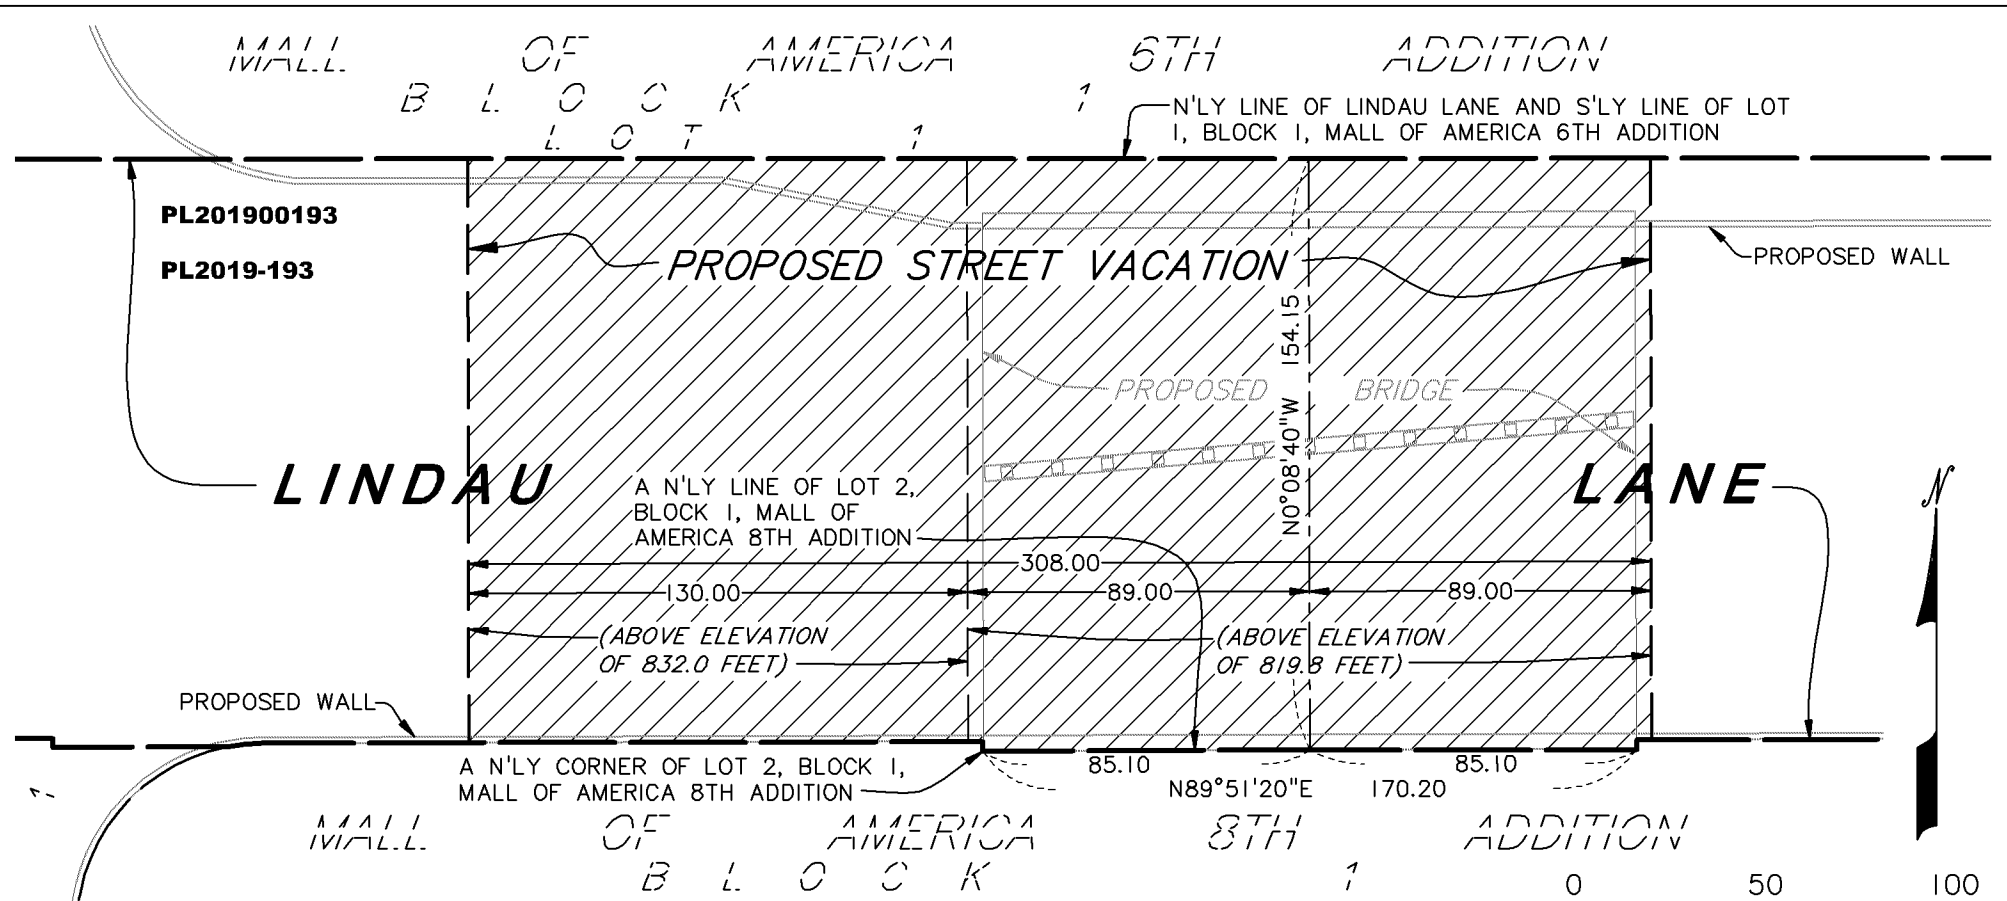 MALL OF AMERICA 6TH ADDITION
BLOCK 1
LOT 1
N'LY LINE OF LINDAU LANE AND S'LY LINE OF LOT
1, BLOCK 1, MALL OF AMERICA 6TH ADDITION
PL201900193
PL2019-193
PROPOSED STREET VACATION
PROPOSED WALL
N0°08'40"W 154.15
PROPOSED BRIDGE
LINDAU LANE
A N'LY LINE OF LOT 2,
BLOCK 1, MALL OF
AMERICA 8TH ADDITION
N
308.00
130.00 89.00 89.00
(ABOVE ELEVATION
OF 832.0 FEET)
(ABOVE ELEVATION
OF 819.8 FEET)
PROPOSED WALL
A N'LY CORNER OF LOT 2, BLOCK 1,
MALL OF AMERICA 8TH ADDITION
85.10 85.10
N89°51'20"E 170.20
1
MALL OF AMERICA 8TH ADDITION
BLOCK 1
0 50 100